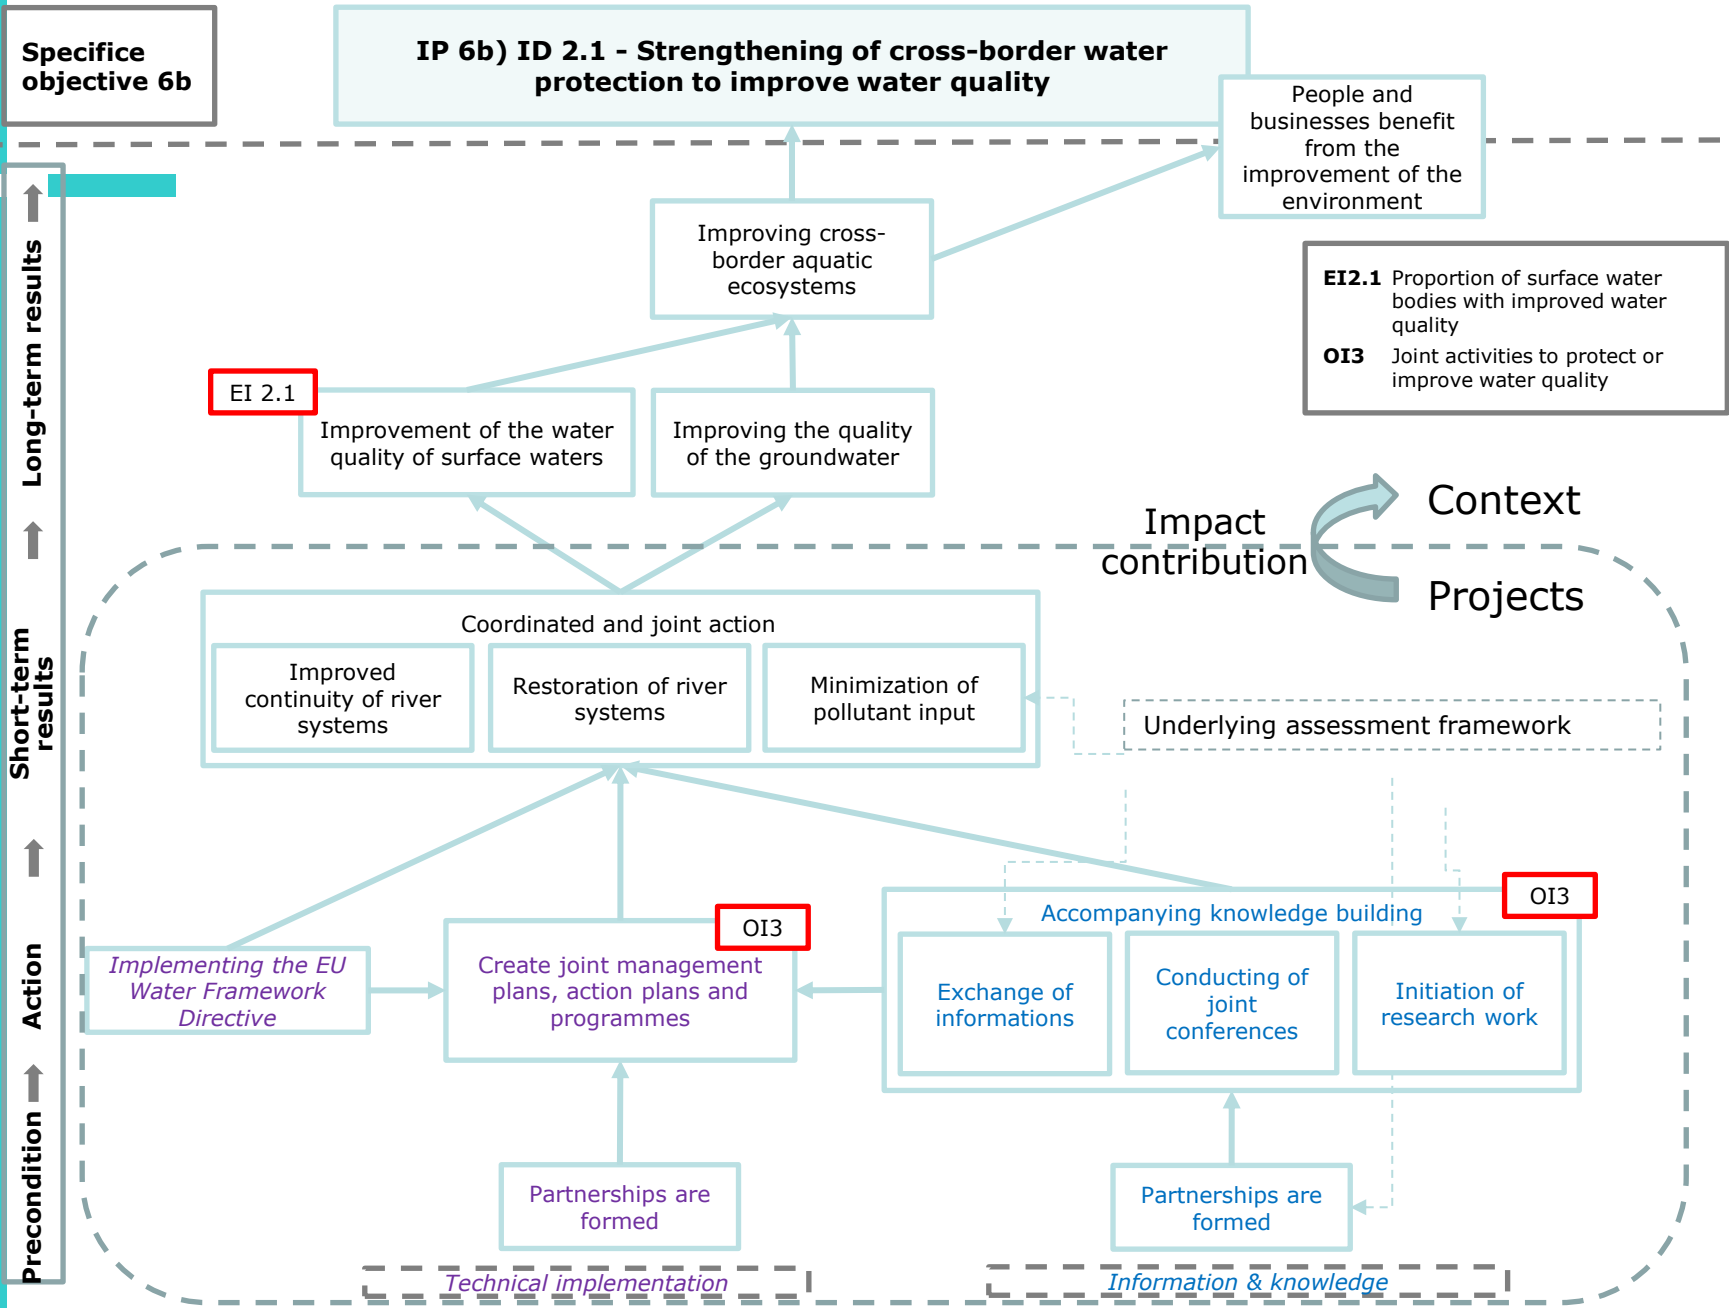 Specifice
objective 6b
IP 6b) ID 2.1 - Strengthening of cross-border water
protection to improve water quality
People and
businesses benefit
from the
improvement of the
environment
Improving cross-
border aquatic
ecosystems
EI2.1 Proportion of surface water
bodies with improved water
quality
OI3 Joint activities to protect or
improve water quality
EI 2.1
Improvement of the water
quality of surface waters
Improving the quality
of the groundwater
Impact
contribution
Context
Projects
Coordinated and joint action
Improved
continuity of river
systems
Restoration of river
systems
Minimization of
pollutant input
Underlying assessment framework
OI3
OI3
Accompanying knowledge building
Implementing the EU
Water Framework
Directive
Create joint management
plans, action plans and
programmes
Exchange of
informations
Conducting of
joint
conferences
Initiation of
research work
Partnerships are
formed
Partnerships are
formed
Technical implementation
Information & knowledge
Long-term results
Short-term
results
Action
Precondition